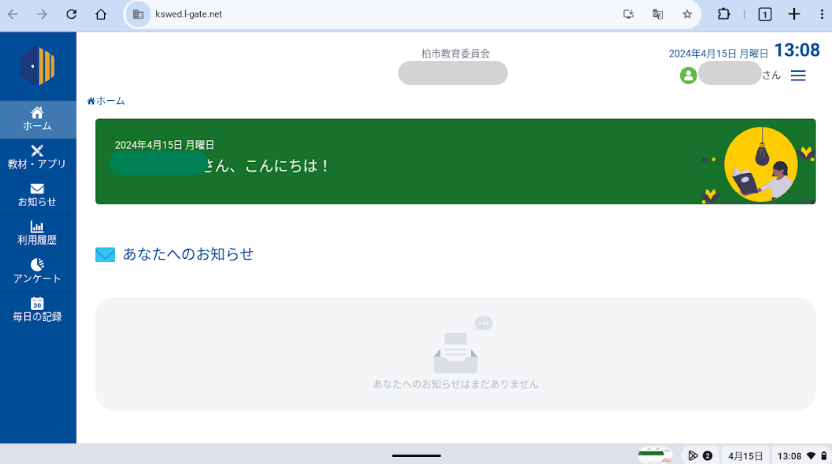 kswed.l-gate.net
1
柏市教育委員会
2024年4月15日 月曜日 13:08
さん
ホーム
ホーム
教材・アプリ
お知らせ
利用履歴
アンケート
30
毎日の記録
2024年4月15日 月曜日
さん、こんにちは！
あなたへのお知らせ
あなたへのお知らせはまだありません
2
4月15日
13:08